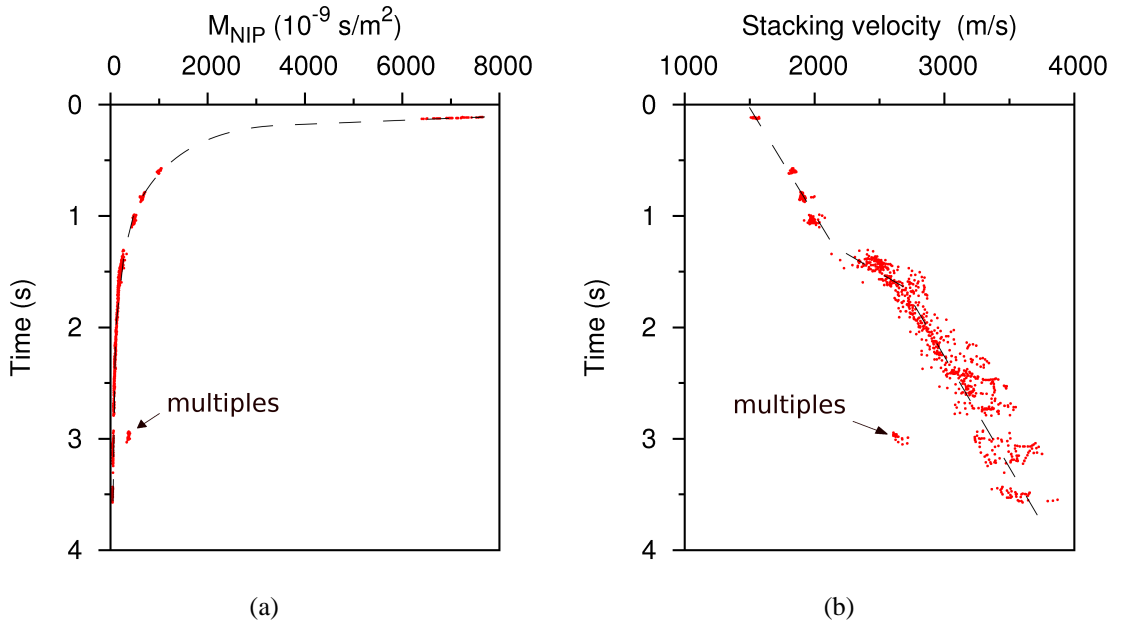 M_NIP (10^-9 s/m^2)
0 2000 4000 6000 8000
0
1
2
3
4
Time (s)
multiples
(a)
Stacking velocity (m/s)
1000 2000 3000 4000
0
1
2
3
4
Time (s)
multiples
(b)